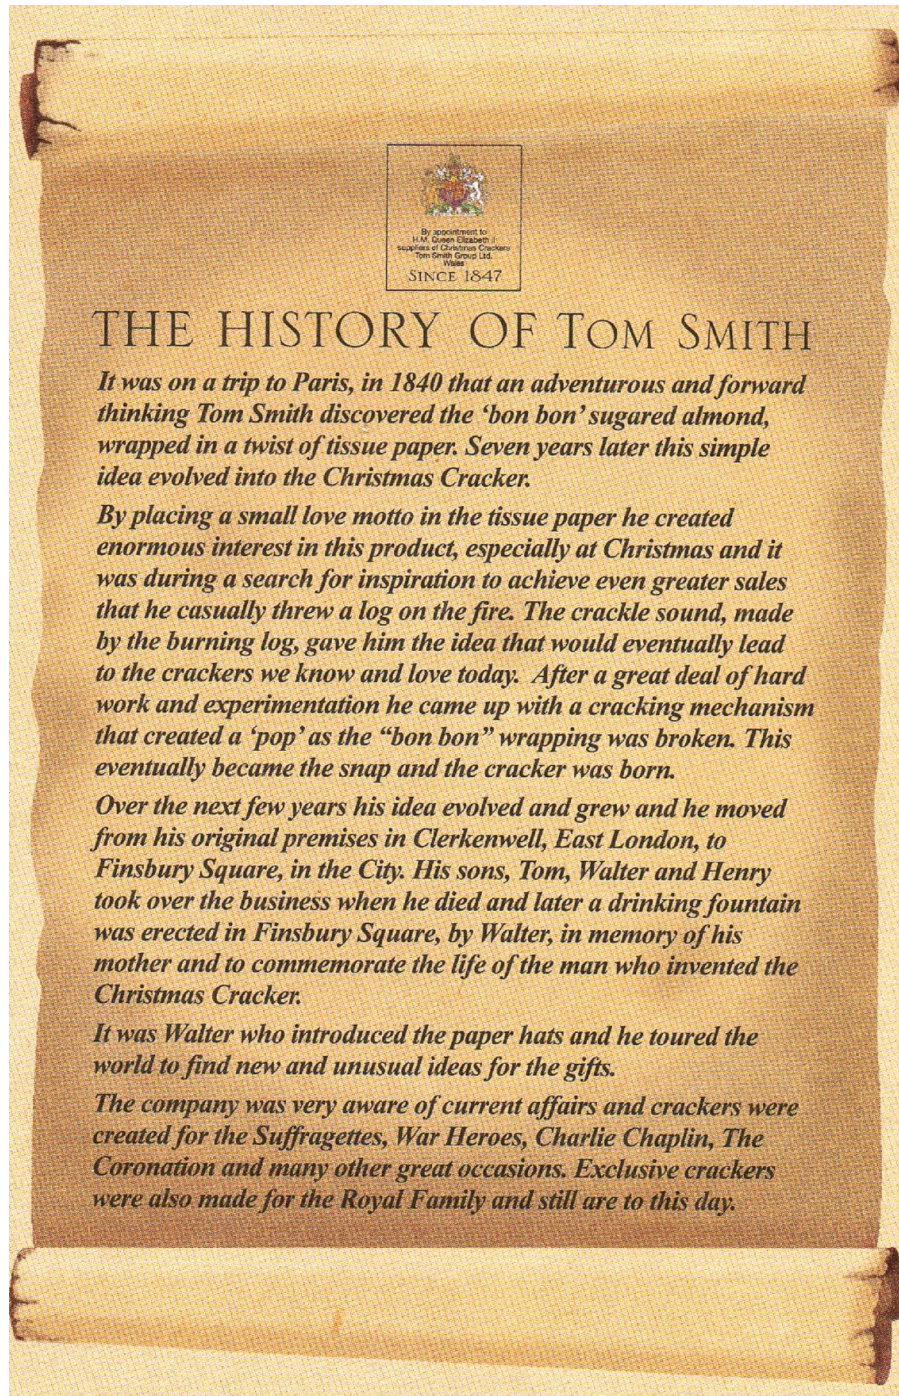 By appointment to
H.M. Queen Elizabeth II
suppliers of Christmas Crackers
Tom Smith Group Ltd.
Wales
SINCE 1847
THE HISTORY OF TOM SMITH
It was on a trip to Paris, in 1840 that an adventurous and forward
thinking Tom Smith discovered the ‘bon bon’ sugared almond,
wrapped in a twist of tissue paper. Seven years later this simple
idea evolved into the Christmas Cracker.
By placing a small love motto in the tissue paper he created
enormous interest in this product, especially at Christmas and it
was during a search for inspiration to achieve even greater sales
that he casually threw a log on the fire. The crackle sound, made
by the burning log, gave him the idea that would eventually lead
to the crackers we know and love today. After a great deal of hard
work and experimentation he came up with a cracking mechanism
that created a ‘pop’ as the “bon bon” wrapping was broken. This
eventually became the snap and the cracker was born.
Over the next few years his idea evolved and grew and he moved
from his original premises in Clerkenwell, East London, to
Finsbury Square, in the City. His sons, Tom, Walter and Henry
took over the business when he died and later a drinking fountain
was erected in Finsbury Square, by Walter, in memory of his
mother and to commemorate the life of the man who invented the
Christmas Cracker.
It was Walter who introduced the paper hats and he toured the
world to find new and unusual ideas for the gifts.
The company was very aware of current affairs and crackers were
created for the Suffragettes, War Heroes, Charlie Chaplin, The
Coronation and many other great occasions. Exclusive crackers
were also made for the Royal Family and still are to this day.